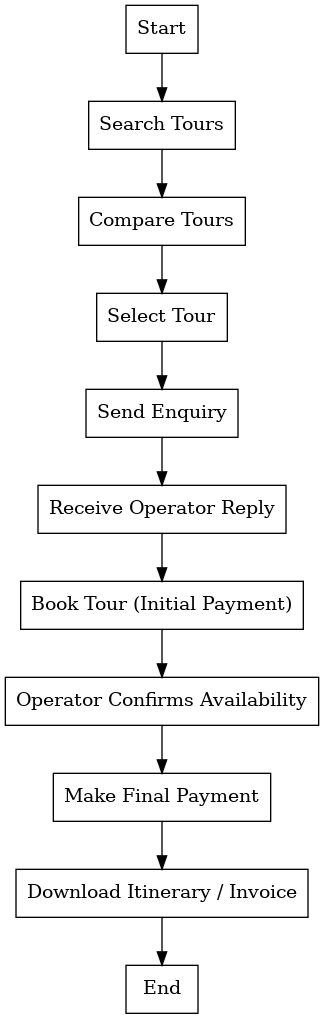 Start
Search Tours
Compare Tours
Select Tour
Send Enquiry
Receive Operator Reply
Book Tour (Initial Payment)
Operator Confirms Availability
Make Final Payment
Download Itinerary / Invoice
End